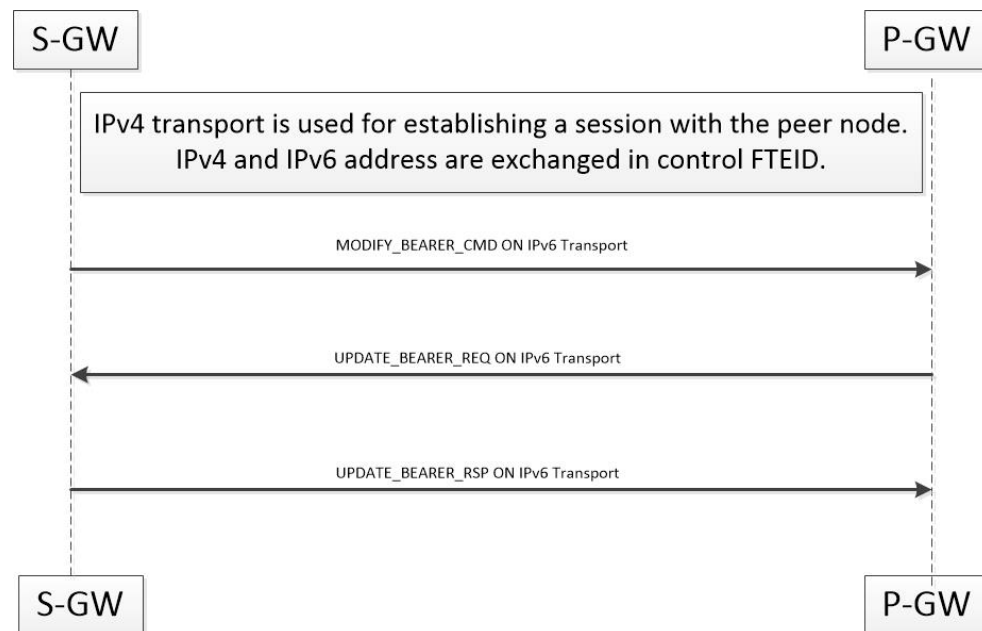 S-GW
P-GW
IPv4 transport is used for establishing a session with the peer node.
IPv4 and IPv6 address are exchanged in control FTEID.
MODIFY_BEARER_CMD ON IPv6 Transport
UPDATE_BEARER_REQ ON IPv6 Transport
UPDATE_BEARER_RSP ON IPv6 Transport
S-GW
P-GW